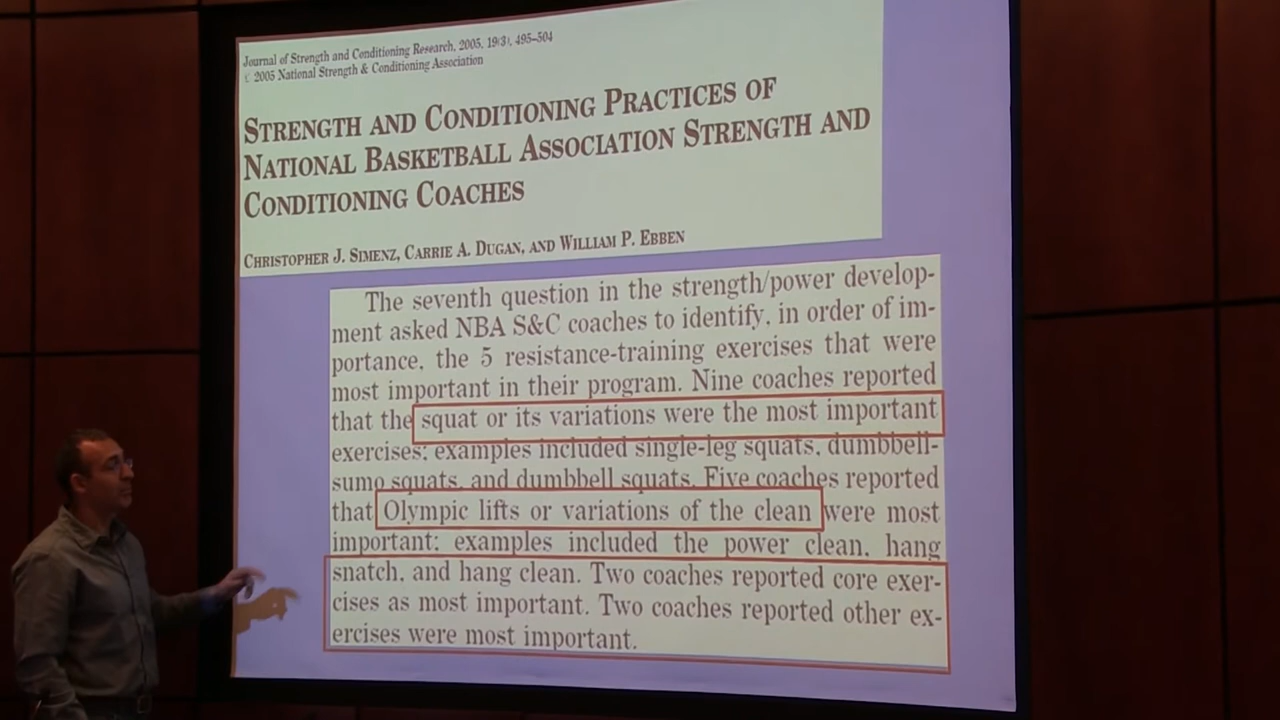 Journal of Strength and Conditioning Research, 2005, 19(3), 495–504
© 2005 National Strength & Conditioning Association
STRENGTH AND CONDITIONING PRACTICES OF
NATIONAL BASKETBALL ASSOCIATION STRENGTH AND
CONDITIONING COACHES
CHRISTOPHER J. SIMENZ, CARRIE A. DUGAN, AND WILLIAM P. EBBEN
The seventh question in the strength/power develop-
ment asked NBA S&C coaches to identify, in order of im-
portance, the 5 resistance-training exercises that were
most important in their program. Nine coaches reported
that the squat or its variations were the most important
exercises; examples included single-leg squats, dumbbell-
sumo squats, and dumbbell squats. Five coaches reported
that Olympic lifts or variations of the clean were most
important; examples included the power clean, hang
snatch, and hang clean. Two coaches reported core exer-
cises as most important. Two coaches reported other ex-
ercises were most important.